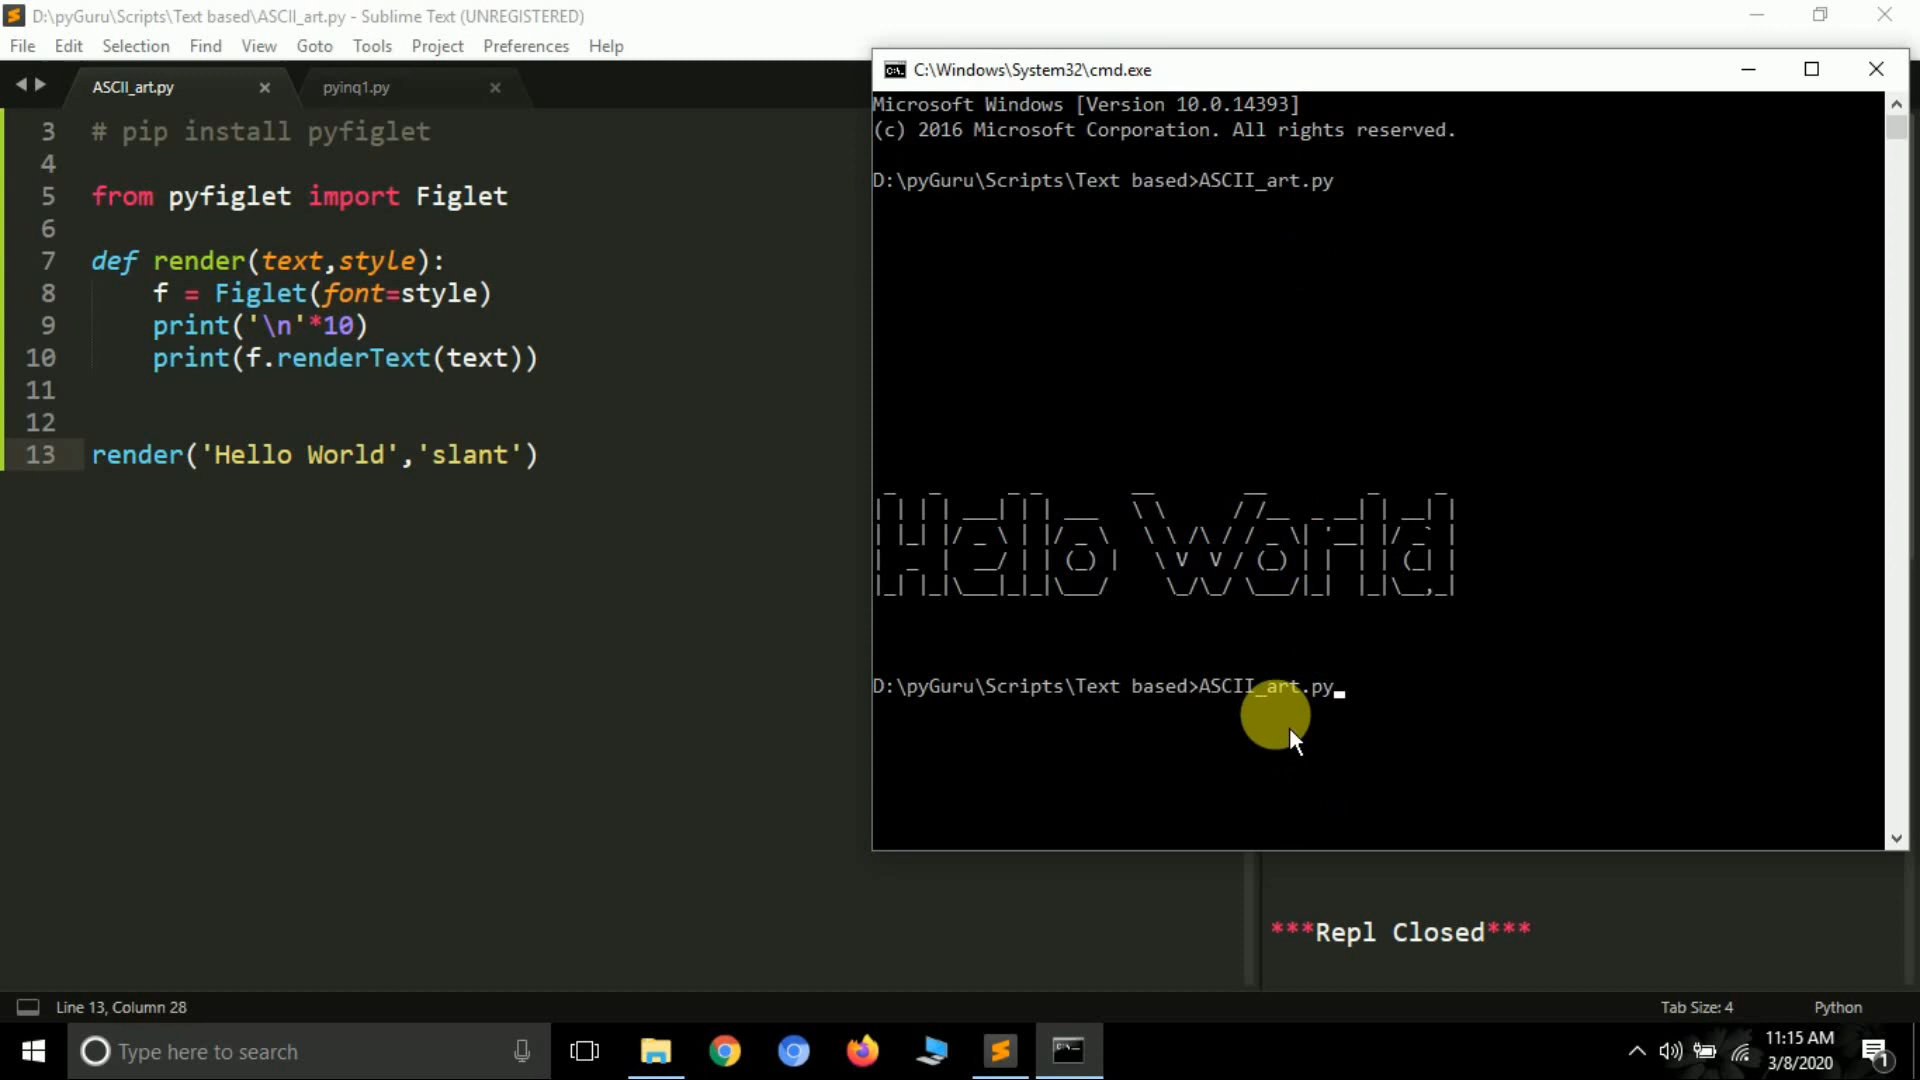 D:\pyGuru\Scripts\Text based\ASCII_art.py - Sublime Text (UNREGISTERED)
File Edit Selection Find View Goto Tools Project Preferences Help
ASCII_art.py
pyinq1.py
3 # pip install pyfiglet
4
5 from pyfiglet import Figlet
6
7 def render(text,style):
8     f = Figlet(font=style)
9     print('\n'*10)
10     print(f.renderText(text))
11
12
13 render('Hello World','slant')
C:\Windows\System32\cmd.exe
Microsoft Windows [Version 10.0.14393]
(c) 2016 Microsoft Corporation. All rights reserved.
D:\pyGuru\Scripts\Text based>ASCII_art.py
Hello World
D:\pyGuru\Scripts\Text based>ASCII_art.py
***Repl Closed***
Line 13, Column 28
Tab Size: 4
Python
Type here to search
11:15 AM
3/8/2020
1